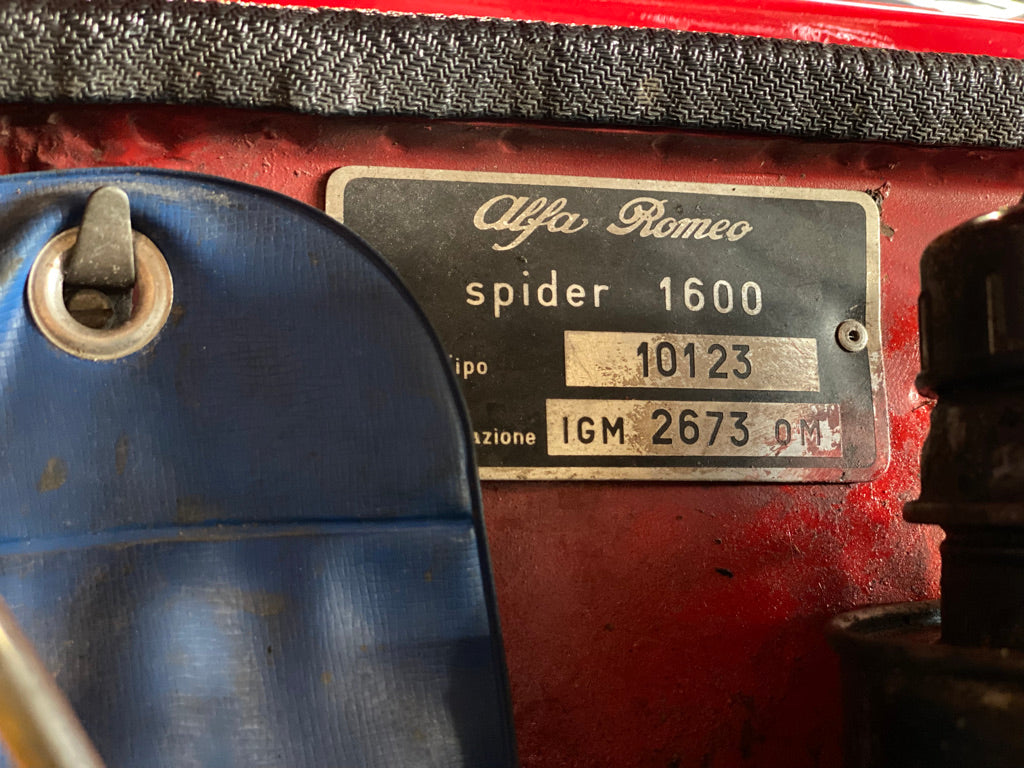 Alfa Romeo
spider 1600
ipo 10123
azione IGM 2673 OM